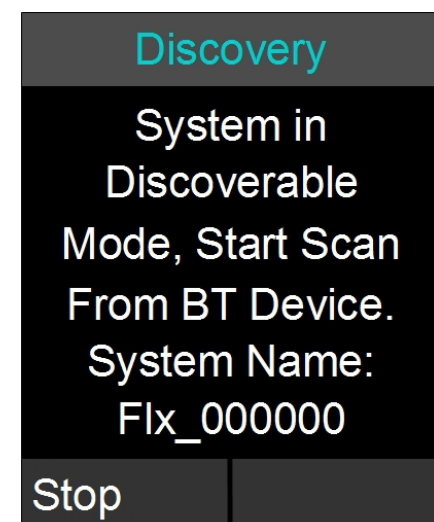 Discovery
System in
Discoverable
Mode, Start Scan
From BT Device.
System Name:
Flx_000000
Stop